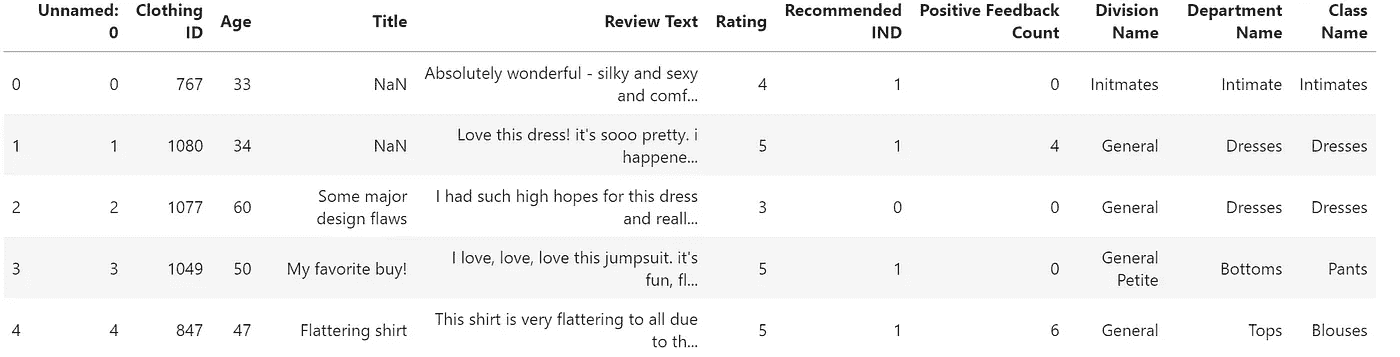 Unnamed: 0 Clothing ID Age Title Review Text Rating Recommended IND Positive Feedback Count Division Name Department Name Class Name
0 0 767 33 NaN Absolutely wonderful - silky and sexy and comf... 4 1 0 Initmates Intimate Intimates
1 1 1080 34 NaN Love this dress! it's sooo pretty. i happene... 5 1 4 General Dresses Dresses
2 2 1077 60 Some major design flaws I had such high hopes for this dress and reall... 3 0 0 General Dresses Dresses
3 3 1049 50 My favorite buy! I love, love, love this jumpsuit. it's fun, fl... 5 1 0 General Petite Bottoms Pants
4 4 847 47 Flattering shirt This shirt is very flattering to all due to th... 5 1 6 General Tops Blouses